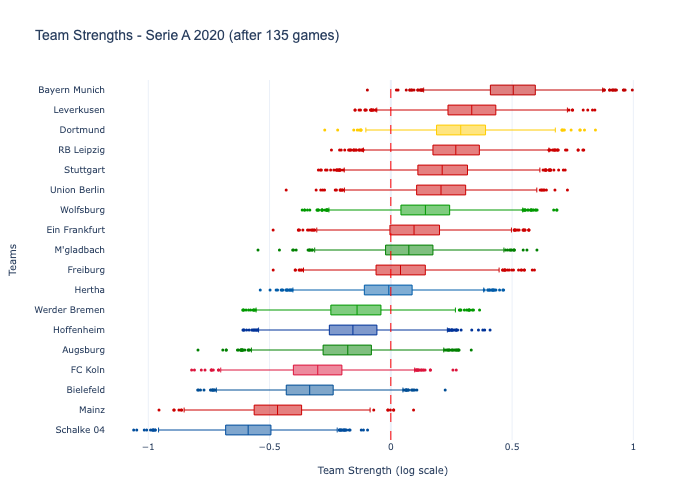 Team Strengths - Serie A 2020 (after 135 games)
Bayern Munich
Leverkusen
Dortmund
RB Leipzig
Stuttgart
Union Berlin
Wolfsburg
Ein Frankfurt
M'gladbach
Freiburg
Hertha
Werder Bremen
Hoffenheim
Augsburg
FC Koln
Bielefeld
Mainz
Schalke 04
Teams
−1 −0.5 0 0.5 1
Team Strength (log scale)